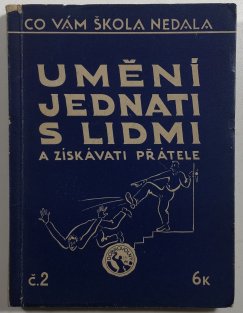 CO VÁM ŠKOLA NEDALA
UMĚNÍ
JEDNATI
S LIDMI
A ZÍSKÁVATI PŘÁTELE
č.2
6K